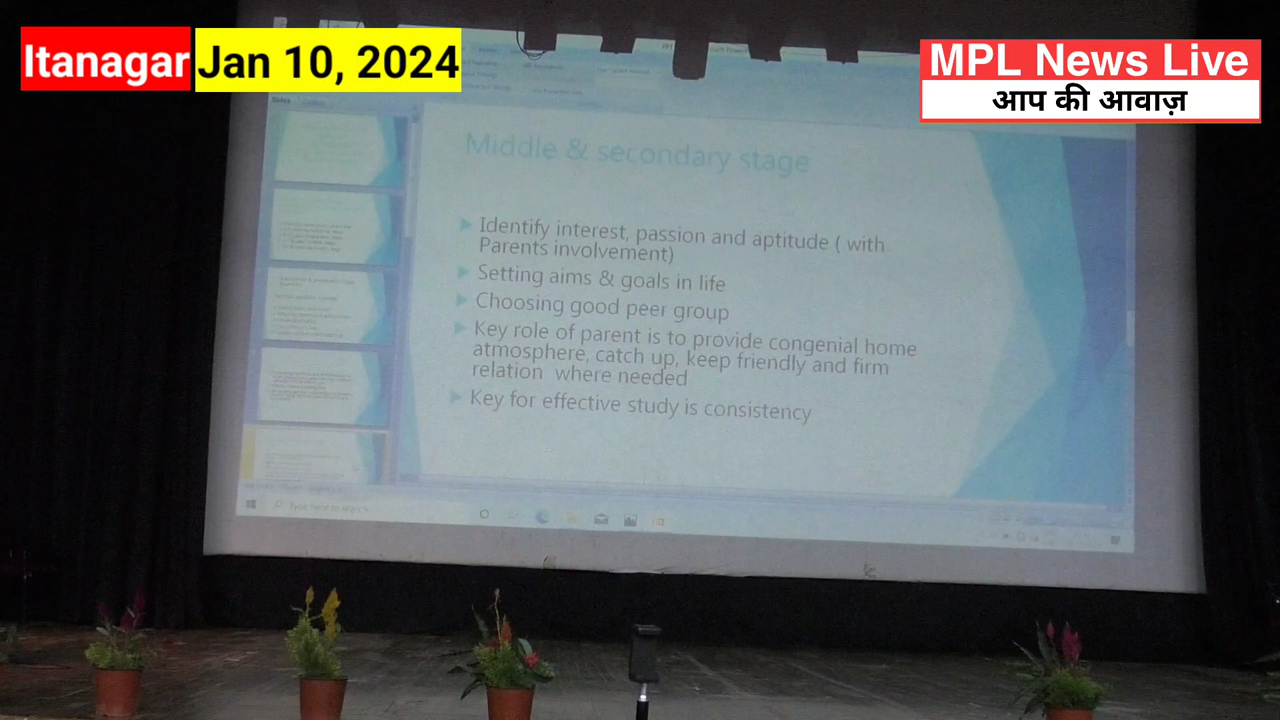 Itanagar Jan 10, 2024
MPL News Live
आप की आवाज़
Slides
Middle & secondary stage
Identify interest, passion and aptitude ( with
Parents involvement)
Setting aims & goals in life
Choosing good peer group
Key role of parent is to provide congenial home
atmosphere, catch up, keep friendly and firm
relation where needed
Key for effective study is consistency
Type here to search